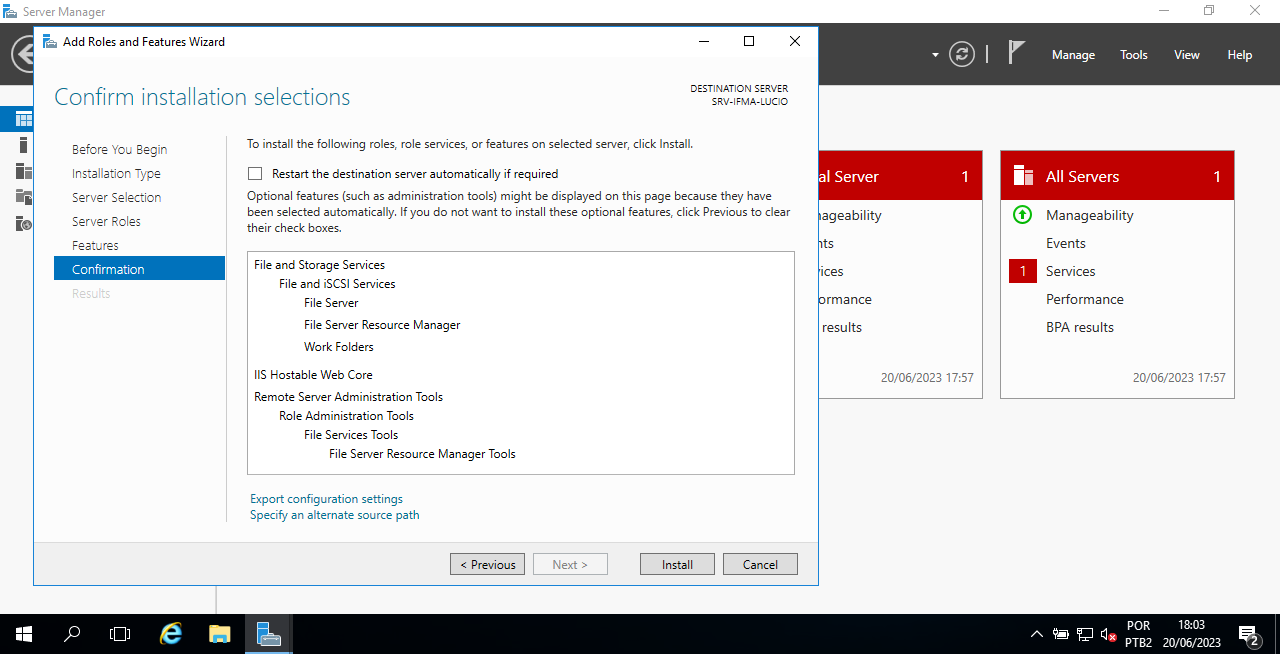 Server Manager
Add Roles and Features Wizard
Manage
Tools
View
Help
Confirm installation selections
DESTINATION SERVER
SRV-IFMA-LUCIO
Before You Begin
Installation Type
Server Selection
Server Roles
Features
Confirmation
Results
To install the following roles, role services, or features on selected server, click Install.
Restart the destination server automatically if required
Optional features (such as administration tools) might be displayed on this page because they have
been selected automatically. If you do not want to install these optional features, click Previous to clear
their check boxes.
File and Storage Services
File and iSCSI Services
File Server
File Server Resource Manager
Work Folders
IIS Hostable Web Core
Remote Server Administration Tools
Role Administration Tools
File Services Tools
File Server Resource Manager Tools
Export configuration settings
Specify an alternate source path
< Previous
Next >
Install
Cancel
al Server 1
nageability
nts
vices
ormance
results
20/06/2023 17:57
All Servers 1
Manageability
Events
1 Services
Performance
BPA results
20/06/2023 17:57
POR
PTB2
18:03
20/06/2023
2